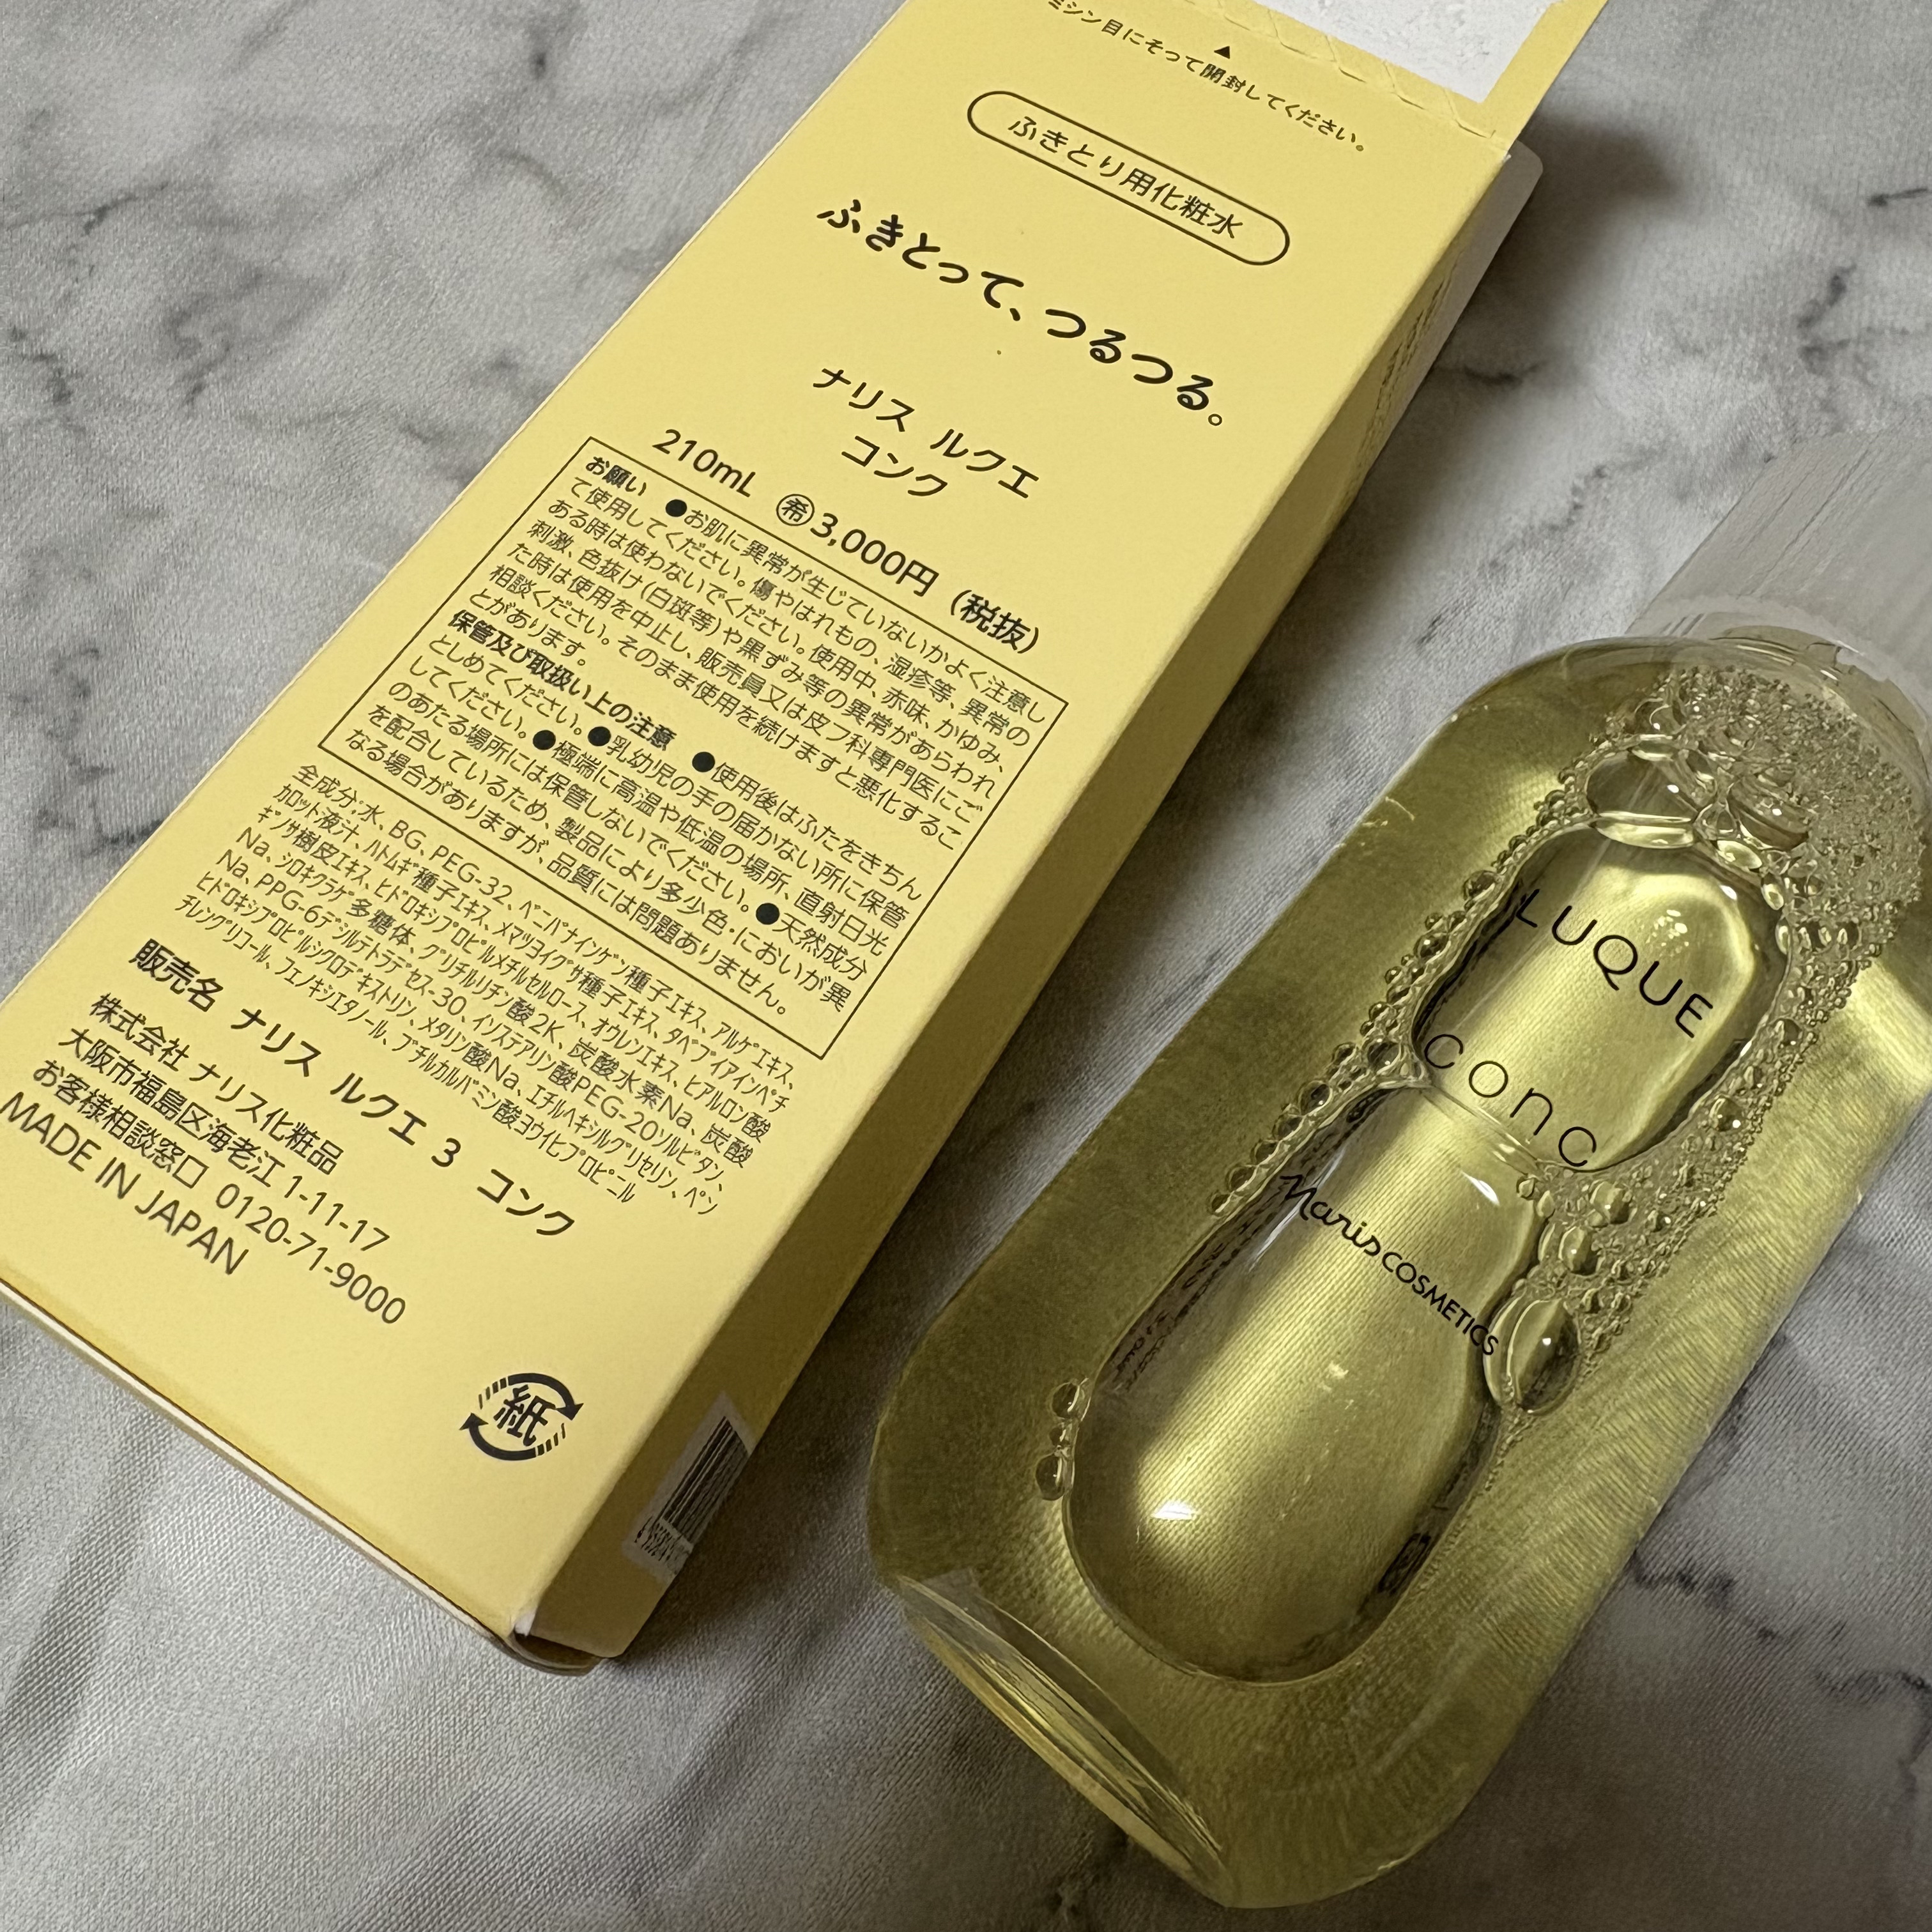 ミシン目にそって開封してください。
ふきとり用化粧水
ふきとって、つるつる。
ナリス ルクエ
コンク
210mL ㊒希3,000円（税抜）
お願い ●お肌に異常が生じていないかよく注意し
て使用してください。傷やはれもの、湿疹等、異常の
ある時は使わないでください。使用中、赤味、かゆみ、
刺激、色抜け(白斑等)や黒ずみ等の異常があらわれ
た時は使用を中止し、販売員又は皮フ科専門医にご
相談ください。そのまま使用を続けますと悪化するこ
とがあります。
保管及び取扱い上の注意 ●使用後はふたをきちん
としめてください。●乳幼児の手の届かない所に保管
してください。●極端に高温や低温の場所、直射日光
のあたる場所には保管しないでください。●天然成分
を配合しているため、製品により多少色・においが異
なる場合がありますが、品質には問題ありません。
全成分:水、BG、PEG-32、ﾍﾞﾆﾊﾞﾅｲﾝｹﾞﾝ種子ｴｷｽ、ｱﾙｹﾞｴｷｽ、
ｶﾛｯﾄ液汁、ﾊﾄﾑｷﾞ種子ｴｷｽ、ﾒﾏﾂﾖｲｸﾞｻ種子ｴｷｽ、ﾀﾍﾞﾌﾞｲｱｲﾝﾍﾟﾁ
ｷﾞﾉｻ樹皮ｴｷｽ、ﾋﾄﾞﾛｷｼﾌﾟﾛﾋﾟﾙﾒﾁﾙｾﾙﾛｰｽ、ｵｳﾚﾝｴｷｽ、ﾋｱﾙﾛﾝ酸
Na、ｼﾛｷｸﾗｹﾞ多糖体、ｸﾞﾘﾁﾙﾘﾁﾝ酸2K、炭酸水素Na、炭酸
Na、PPG-6ﾃﾞｼﾙﾃﾄﾗﾃﾞｾｽ-30、ｲｿｽﾃｱﾘﾝ酸PEG-20ｿﾙﾋﾞﾀﾝ、
ﾋﾄﾞﾛｷｼﾌﾟﾛﾋﾟﾙｼｸﾛﾃﾞｷｽﾄﾘﾝ、ﾒﾀﾘﾝ酸Na、ｴﾁﾙﾍｷｼﾙｸﾞﾘｾﾘﾝ、ﾍﾟﾝ
ﾁﾚﾝｸﾞﾘｺｰﾙ、ﾌｪﾉｷｼｴﾀﾉｰﾙ、ﾌﾞﾁﾙｶﾙﾊﾞﾐﾝ酸ﾖｳ化ﾌﾟﾛﾋﾟﾆﾙ
販売名 ナリス ルクエ 3 コンク
株式会社 ナリス化粧品
大阪市福島区海老江 1-11-17
お客様相談窓口 0120-71-9000
MADE IN JAPAN
紙
LUQUE
conc
naris COSMETICS